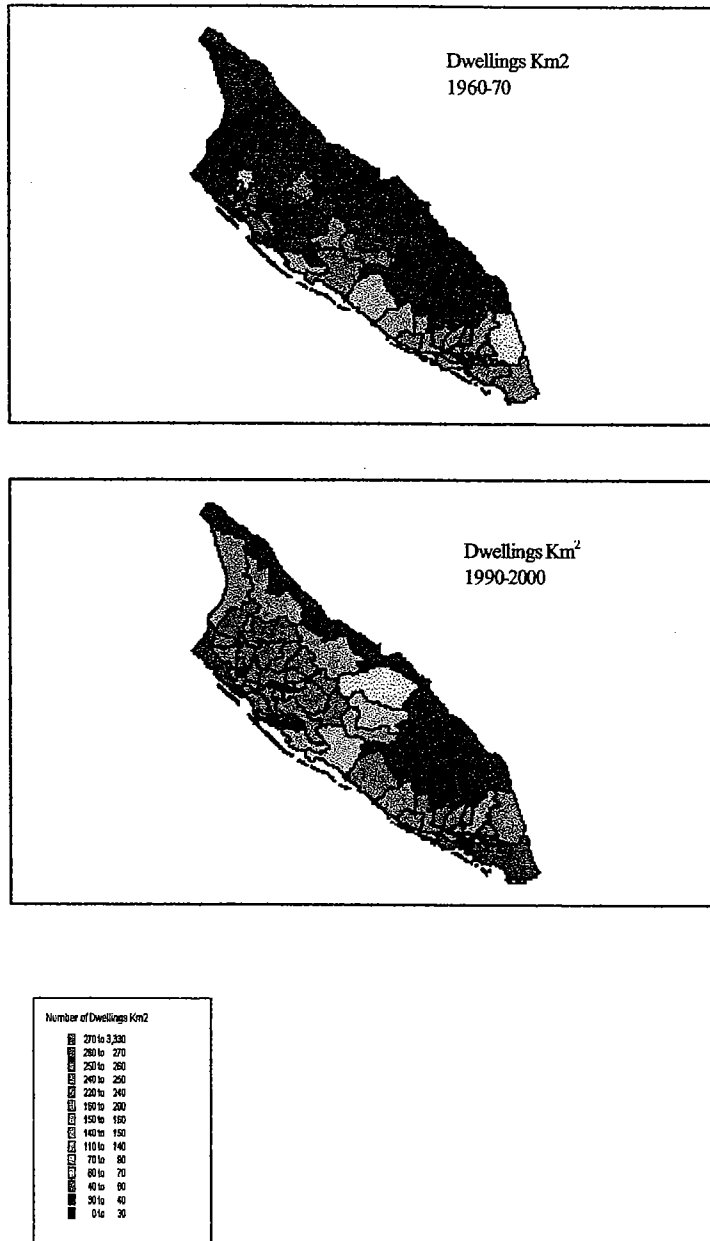 Dwellings Km2
1960-70
Dwellings Km²
1990-2000
Number of Dwellings Km2
270 to 3,330
260 to 270
250 to 260
240 to 250
220 to 240
160 to 200
150 to 160
140 to 150
110 to 140
70 to 80
60 to 70
40 to 60
30 to 40
0 to 30